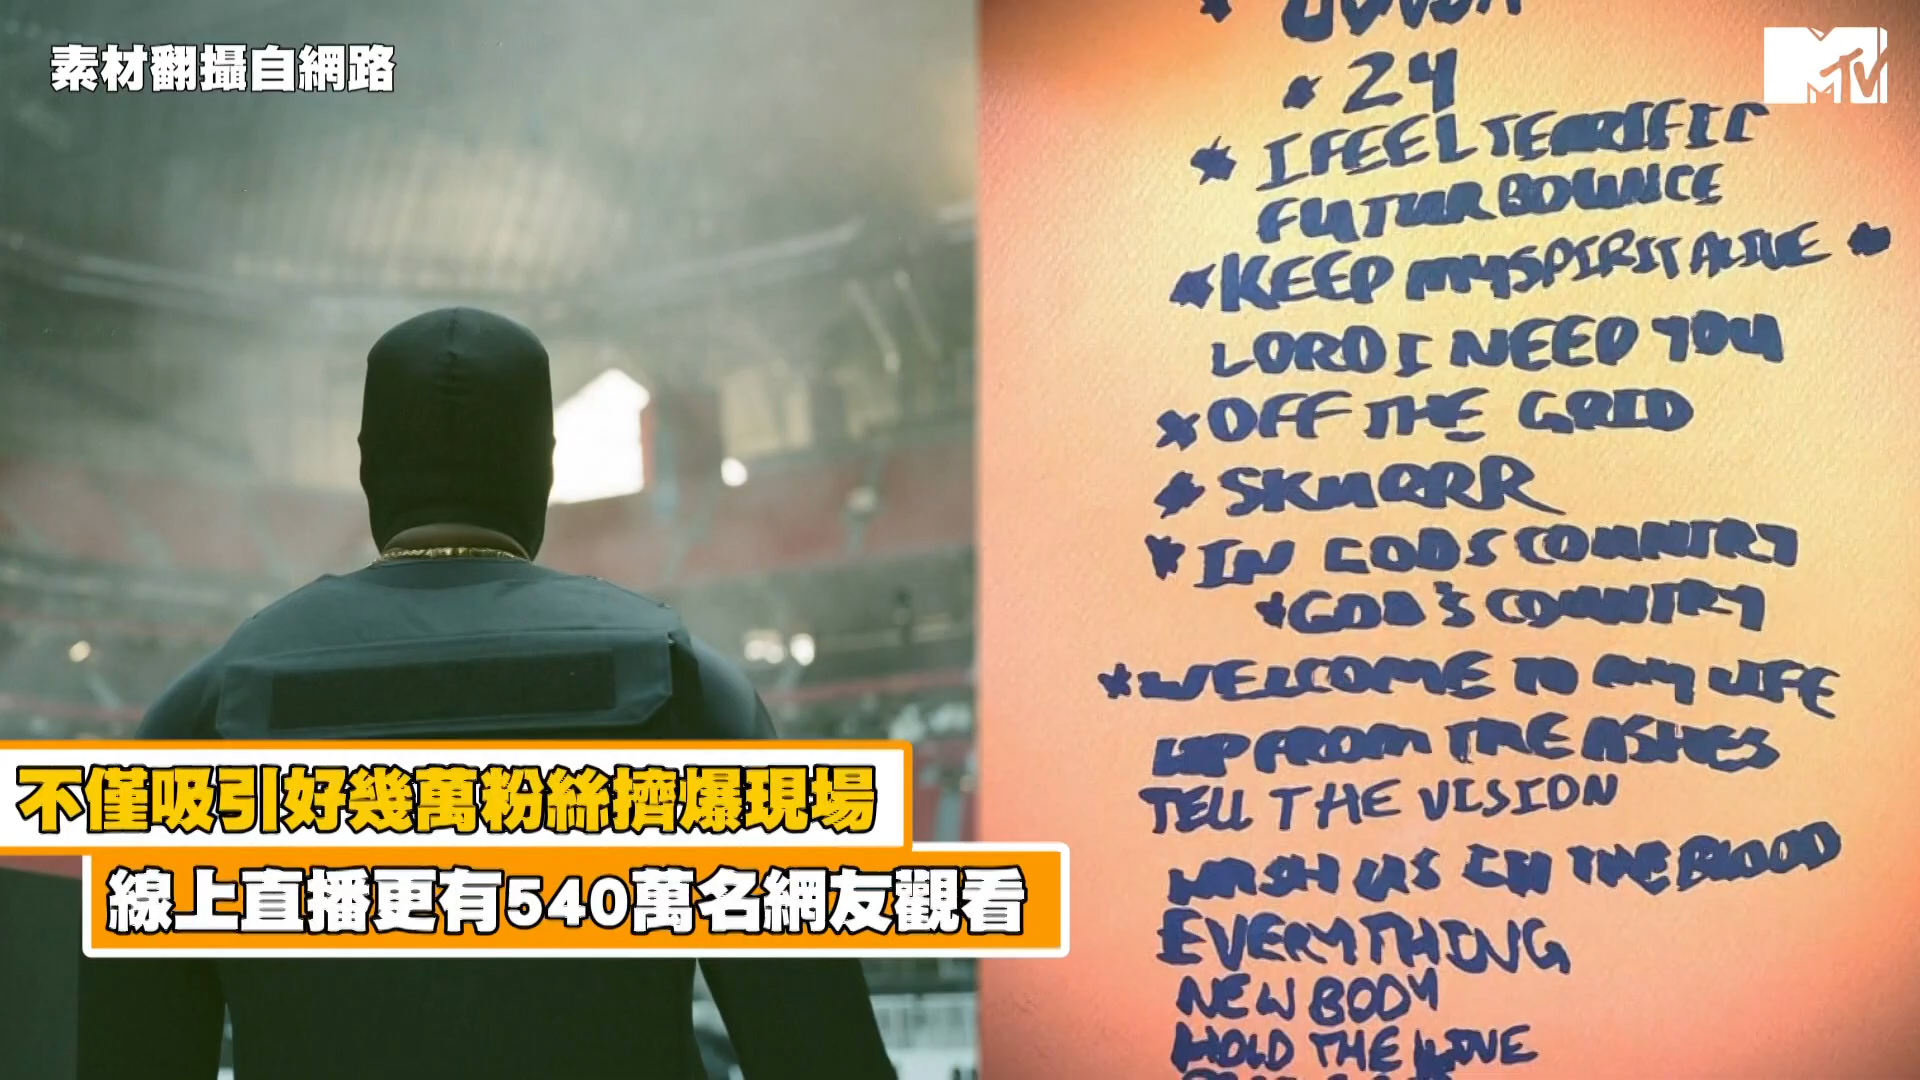 素材翻攝自網路
MTV
24
I FEEL TERRIFIC
FUTUR BOUNCE
KEEP MY SPIRIT ALIVE
LORD I NEED YOU
OFF THE GRID
SKURRR
IN GODS COUNTRY
GOD'S COUNTRY
WELCOME TO MY LIFE
UP FROM THE ASHES
TELL THE VISION
WASH US IN THE BLOOD
EVERYTHING
NEW BODY
HOLD THE LINE
不僅吸引好幾萬粉絲擠爆現場
線上直播更有540萬名網友觀看